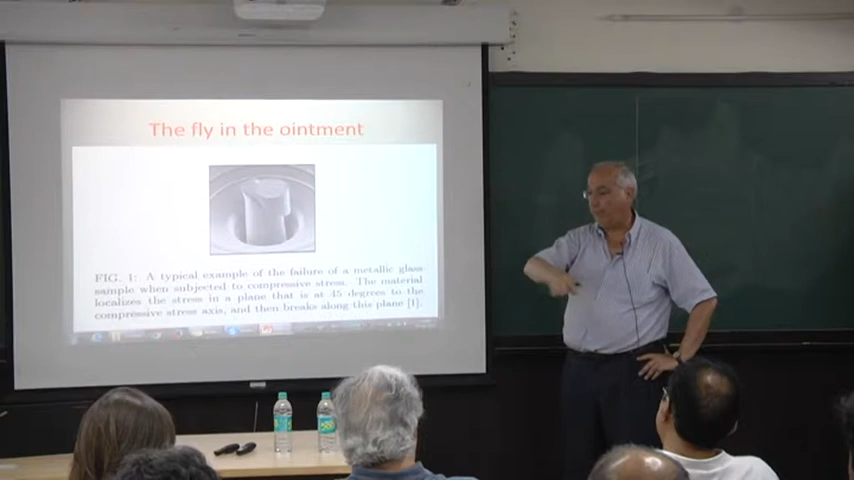 The fly in the ointment
FIG. 1: A typical example of the failure of a metallic glass
sample when subjected to compressive stress. The material
localizes the stress in a plane that is at 45 degrees to the
compressive stress axis, and then breaks along this plane [1].